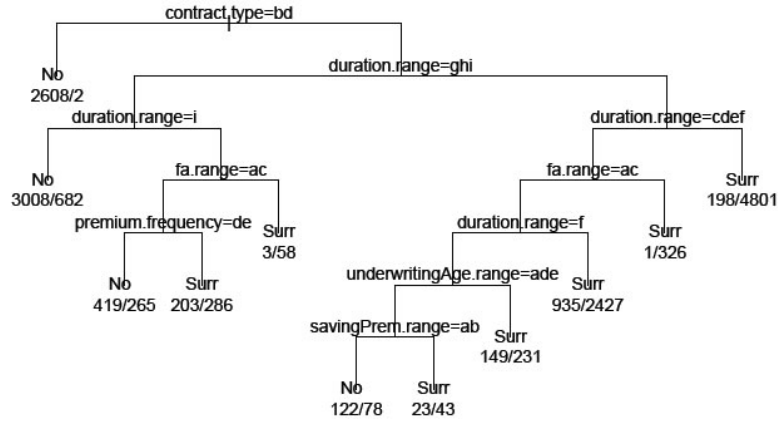 contract.type=bd
No
2608/2
duration.range=ghi
duration.range=i
duration.range=cdef
No
3008/682
fa.range=ac
fa.range=ac
Surr
198/4801
premium.frequency=de
Surr
3/58
duration.range=f
Surr
1/326
No
419/265
Surr
203/286
underwritingAge.range=ade
Surr
935/2427
savingPrem.range=ab
Surr
149/231
No
122/78
Surr
23/43